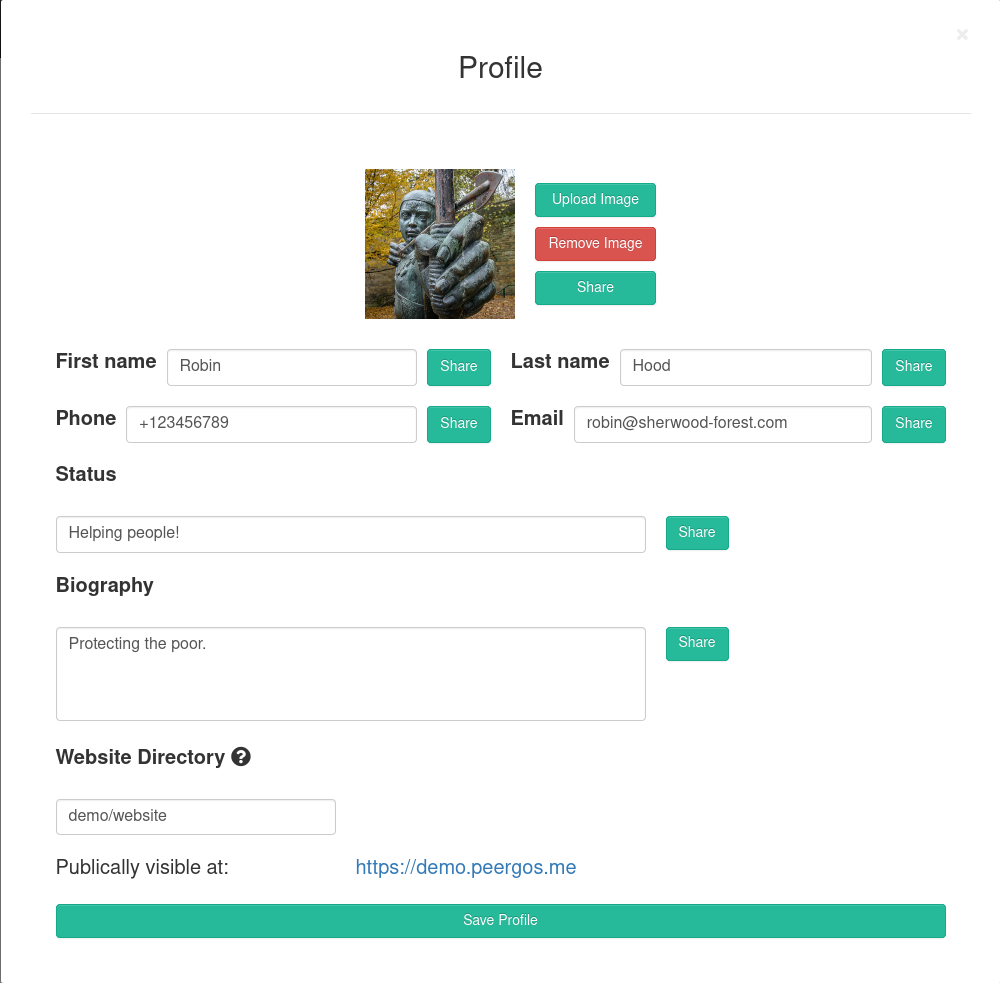 ×
Profile
Upload Image
Remove Image
Share
First name Robin Share Last name Hood Share
Phone +123456789 Share Email robin@sherwood-forest.com Share
Status
Helping people! Share
Biography
Protecting the poor. Share
Website Directory ?
demo/website
Publically visible at: https://demo.peergos.me
Save Profile